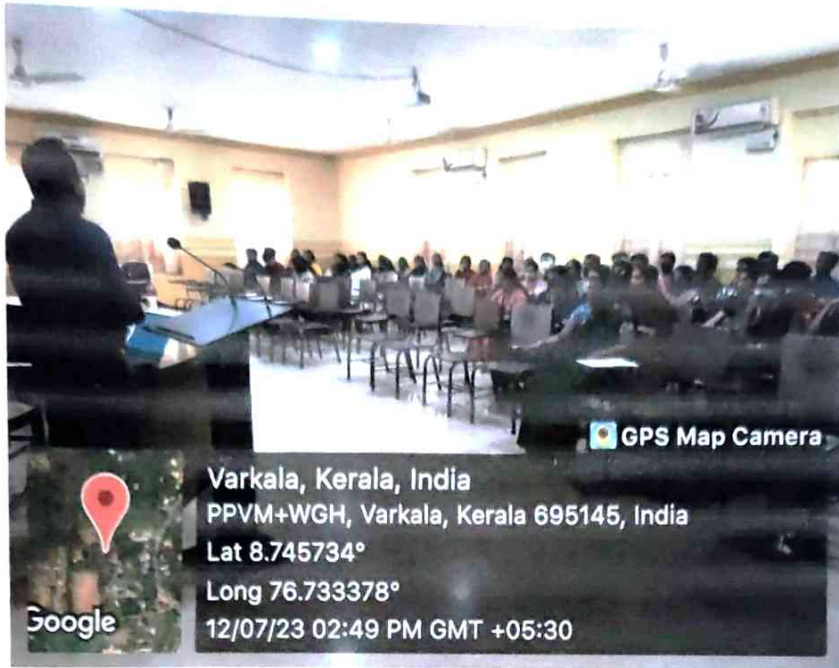 GPS Map Camera
Varkala, Kerala, India
PPVM+WGH, Varkala, Kerala 695145, India
Lat 8.745734°
Long 76.733378°
12/07/23 02:49 PM GMT +05:30
Google